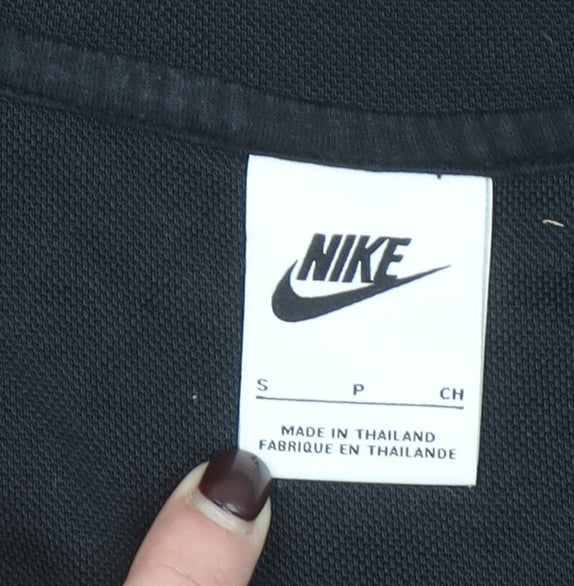 NIKE
S P CH
MADE IN THAILAND
FABRIQUE EN THAILANDE